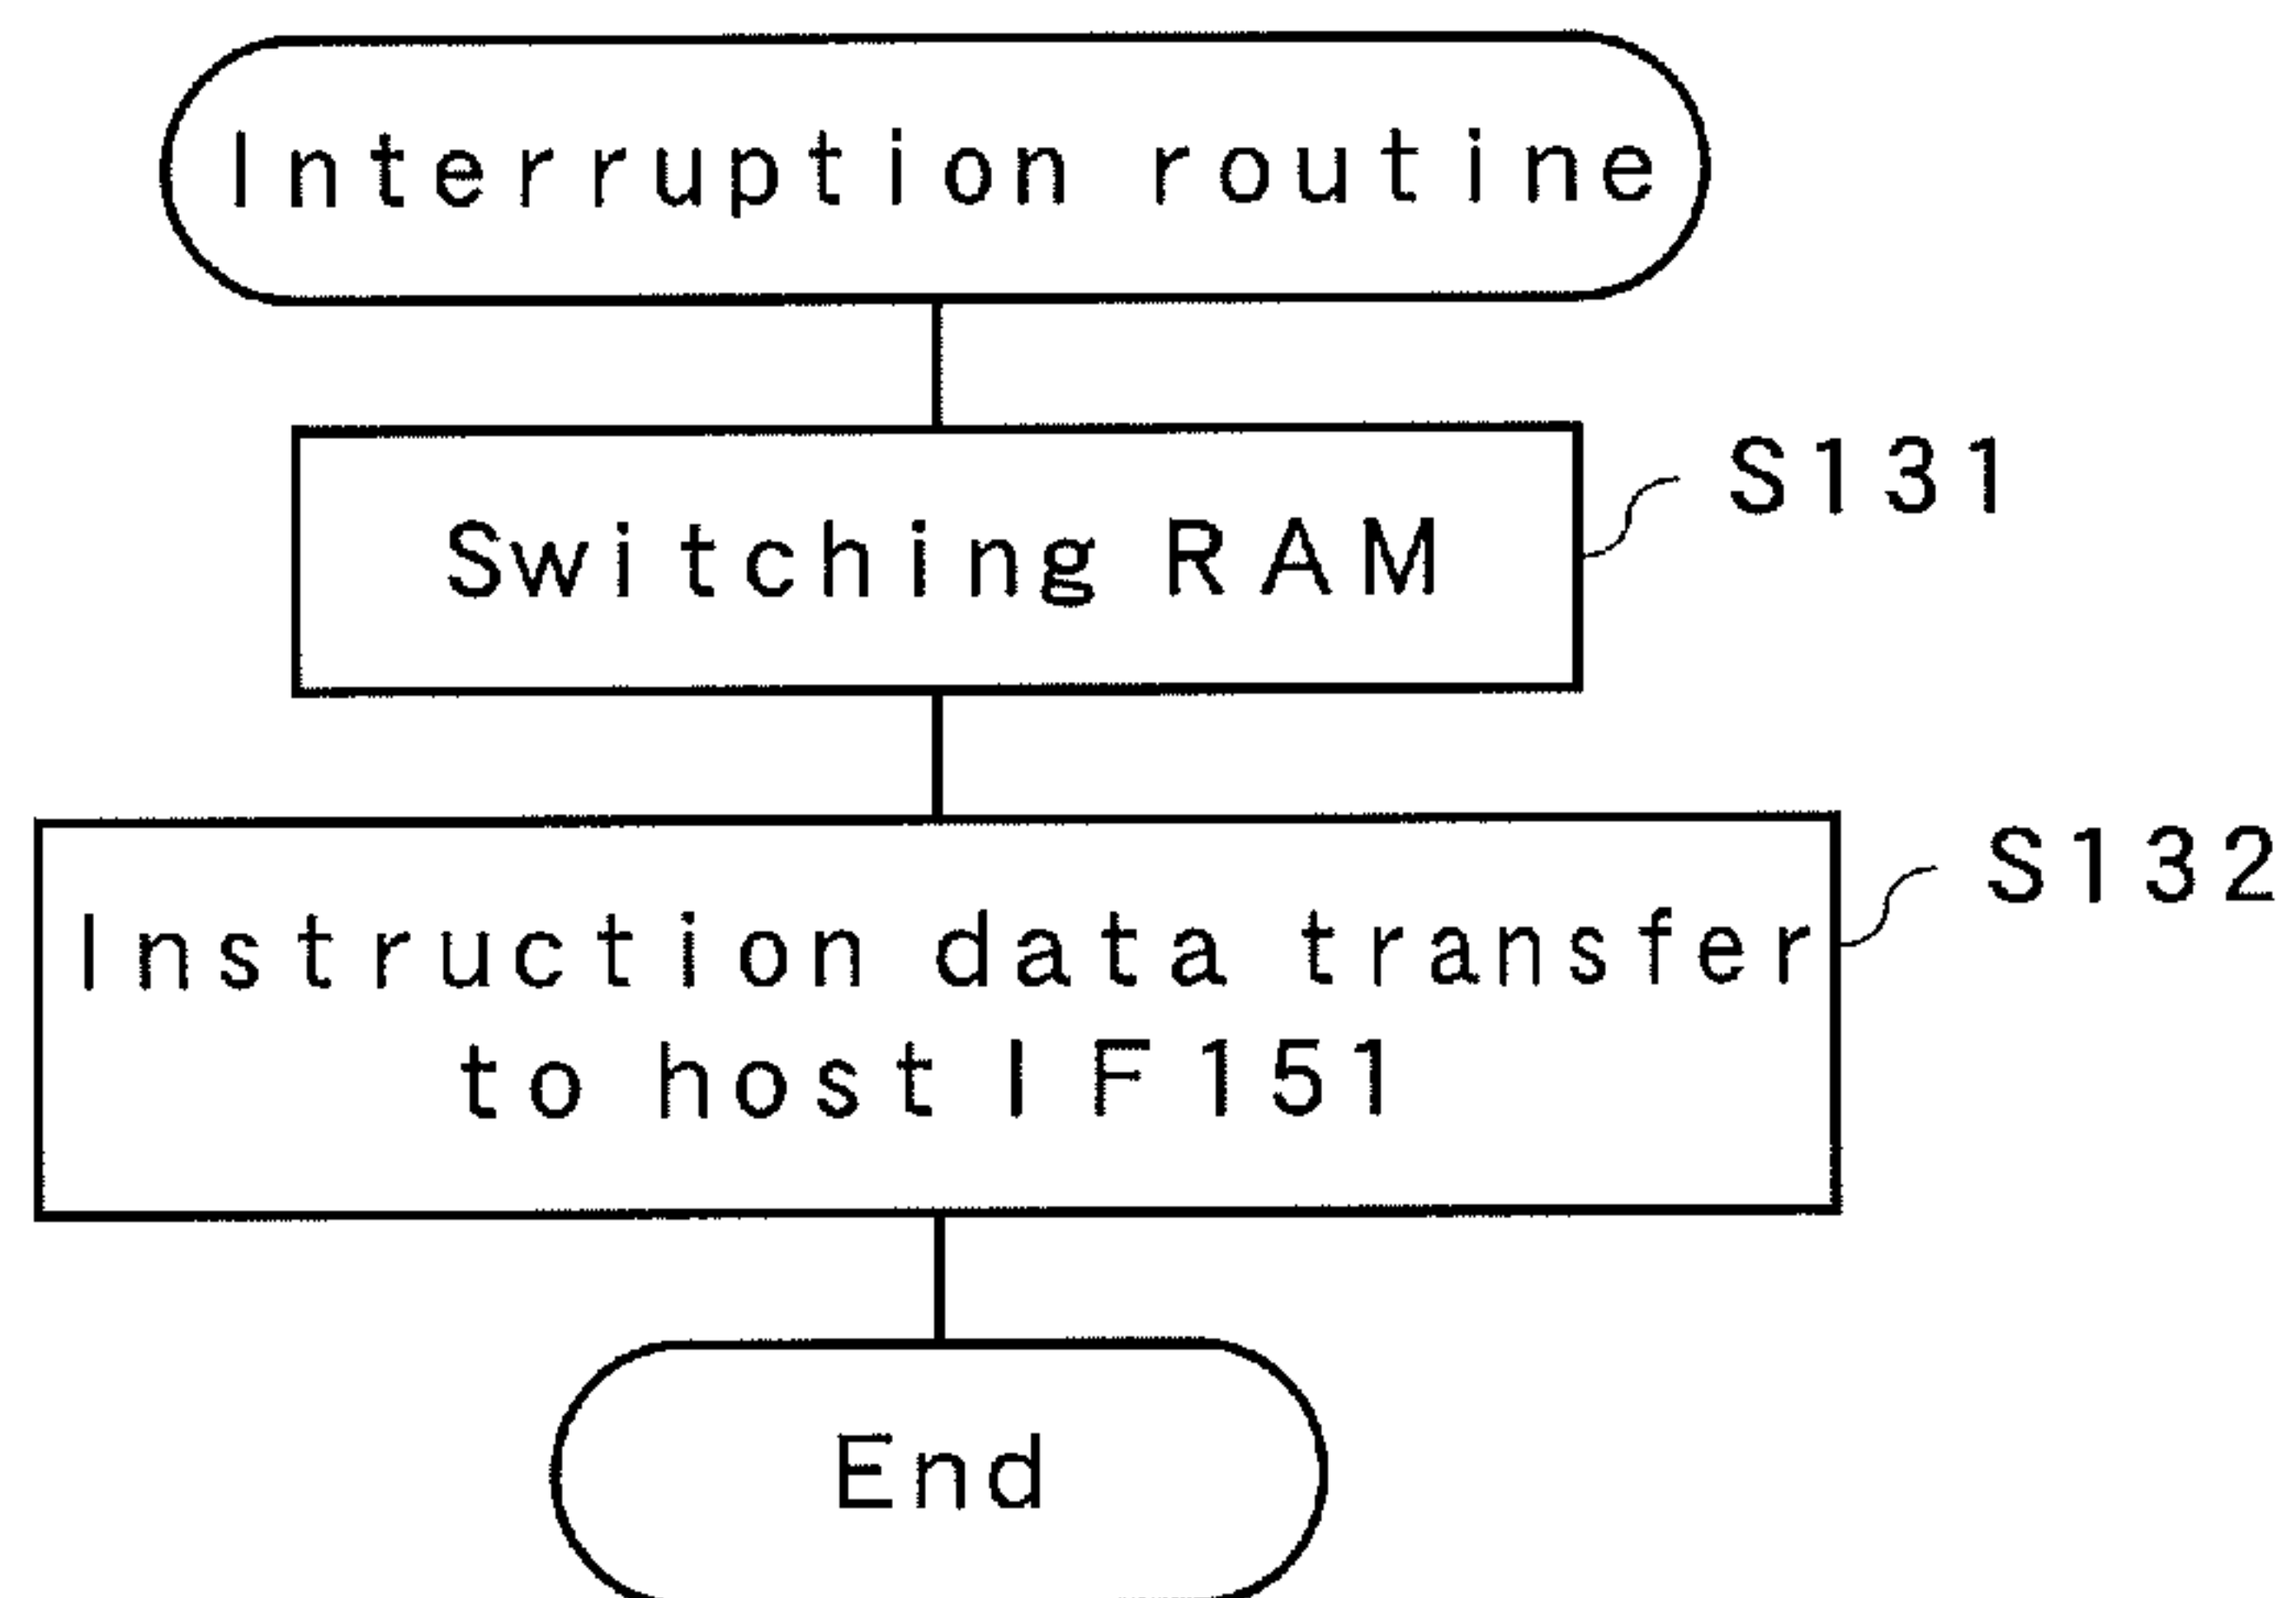 Interruption routine
Switching RAM
S131
Instruction data transfer
to host IF151
S132
End